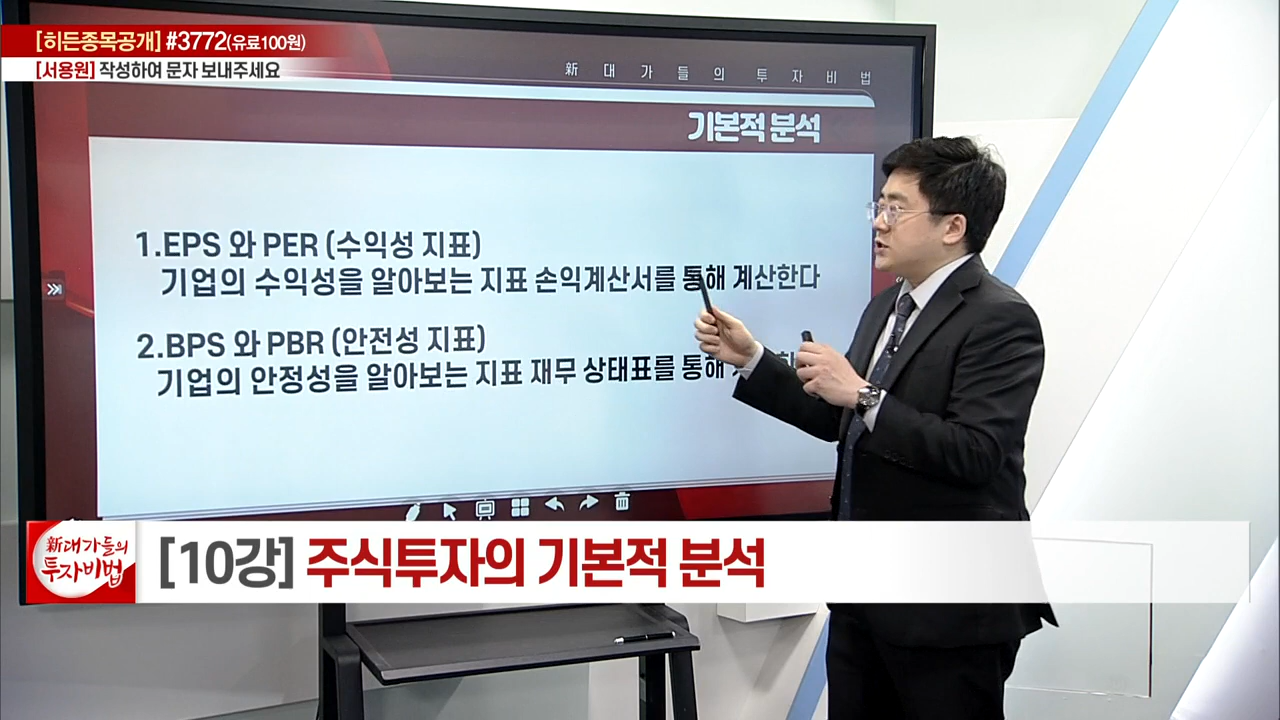 [히든종목공개] #3772(유료100원)
[서용원] 작성하여 문자 보내주세요
新 대 가 들 의 투 자 비 법
기본적 분석
1.EPS 와 PER (수익성 지표)
기업의 수익성을 알아보는 지표 손익계산서를 통해 계산한다
2.BPS 와 PBR (안전성 지표)
기업의 안정성을 알아보는 지표 재무 상태표를 통해
新대가들의
투자비법
[10강] 주식투자의 기본적 분석